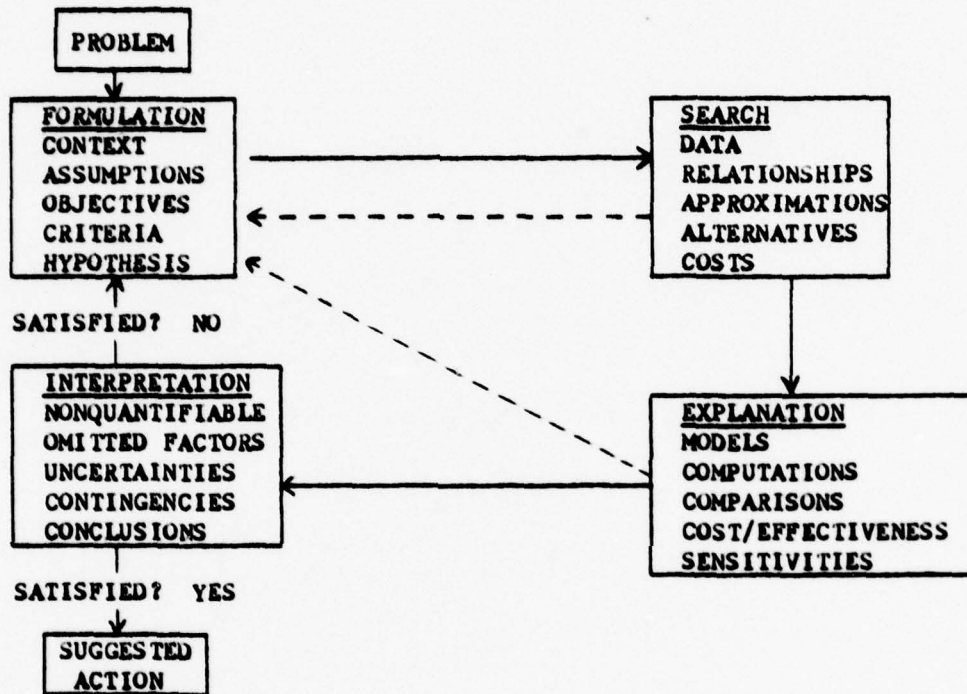 PROBLEM
FORMULATION
CONTEXT
ASSUMPTIONS
OBJECTIVES
CRITERIA
HYPOTHESIS
SEARCH
DATA
RELATIONSHIPS
APPROXIMATIONS
ALTERNATIVES
COSTS
SATISFIED? NO
INTERPRETATION
NONQUANTIFIABLE
OMITTED FACTORS
UNCERTAINTIES
CONTINGENCIES
CONCLUSIONS
EXPLANATION
MODELS
COMPUTATIONS
COMPARISONS
COST/EFFECTIVENESS
SENSITIVITIES
SATISFIED? YES
SUGGESTED
ACTION